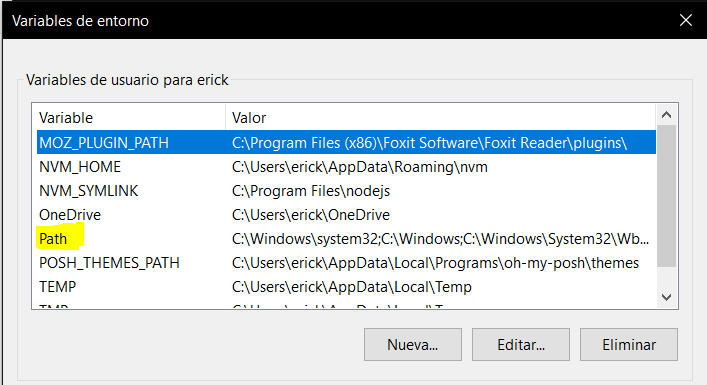 Variables de entorno
Variables de usuario para erick
Variable Valor
MOZ_PLUGIN_PATH C:\Program Files (x86)\Foxit Software\Foxit Reader\plugins\
NVM_HOME C:\Users\erick\AppData\Roaming\nvm
NVM_SYMLINK C:\Program Files\nodejs
OneDrive C:\Users\erick\OneDrive
Path C:\Windows\system32;C:\Windows;C:\Windows\System32\Wb...
POSH_THEMES_PATH C:\Users\erick\AppData\Local\Programs\oh-my-posh\themes
TEMP C:\Users\erick\AppData\Local\Temp
Nueva... Editar... Eliminar